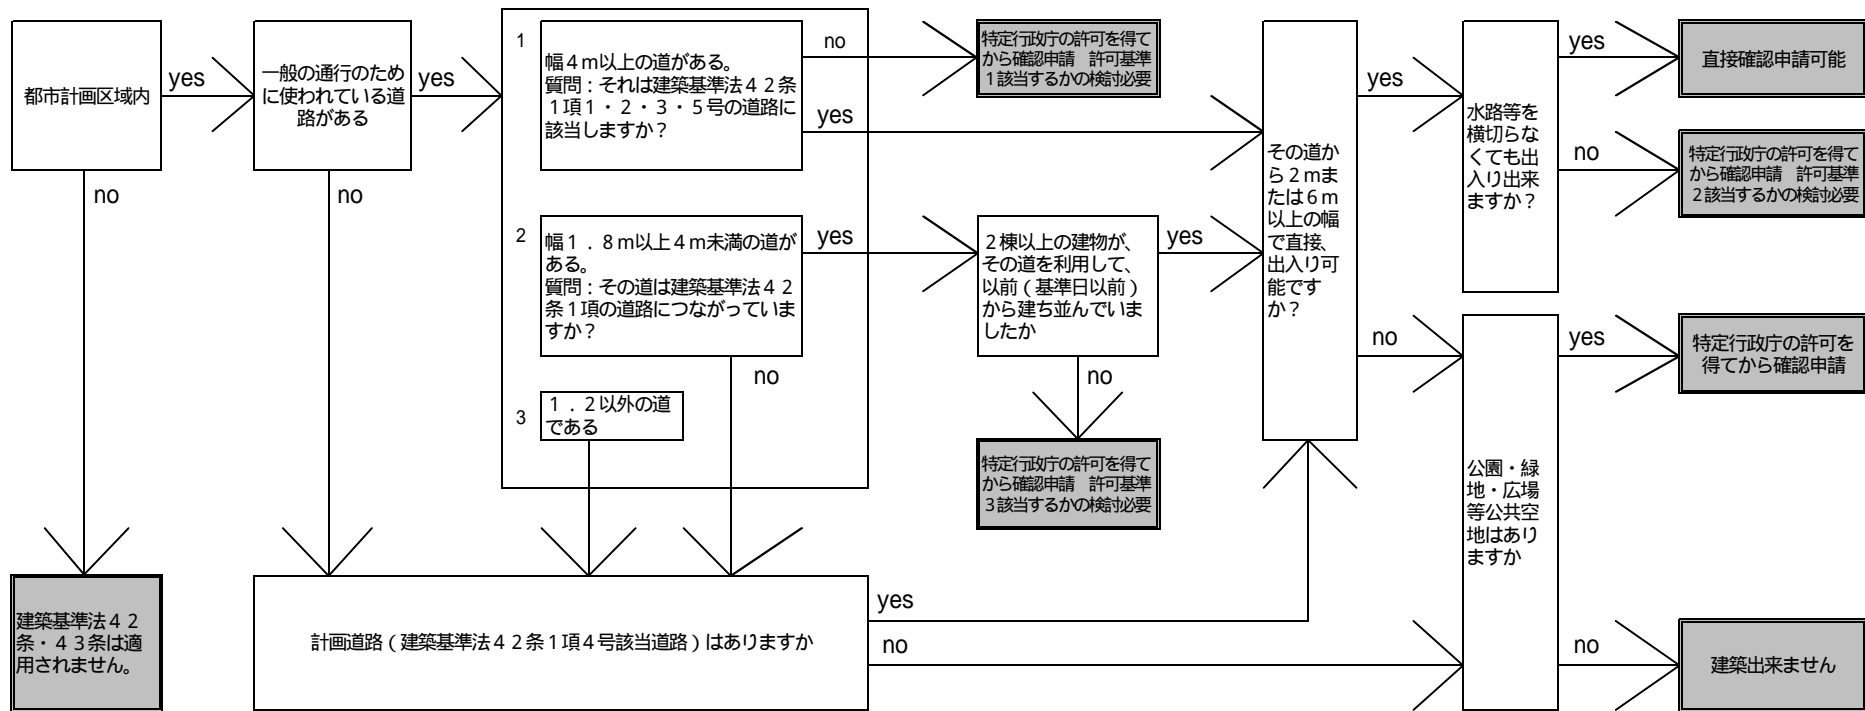 都市計画区域内
yes
no
建築基準法４２
条・４３条は適
用されません。
一般の通行のため
に使われている道
路がある
yes
no
1
幅４ｍ以上の道がある。
質問：それは建築基準法４２条
１項１・２・３・５号の道路に
該当しますか？
no
yes
2
幅１．８ｍ以上４ｍ未満の道が
ある。
質問：その道は建築基準法４２
条１項の道路につながっていま
すか？
yes
no
3
１．２以外の道
である
特定行政庁の許可を得て
から確認申請　許可基準
１該当するかの検討必要
２棟以上の建物が、
その道を利用して、
以前（基準日以前）
から建ち並んでいま
したか
yes
no
特定行政庁の許可を得て
から確認申請　許可基準
３該当するかの検討必要
計画道路（建築基準法４２条１項４号該当道路）はありますか
yes
no
その道か
ら２ｍま
たは６ｍ
以上の幅
で直接、
出入り可
能です
か？
yes
no
水路等を
横切らな
くても出
入り出来
ますか？
yes
no
直接確認申請可能
特定行政庁の許可を得て
から確認申請　許可基準
２該当するかの検討必要
公園・緑
地・広場
等公共空
地はあり
ますか
yes
no
特定行政庁の許可を
得てから確認申請
建築出来ません